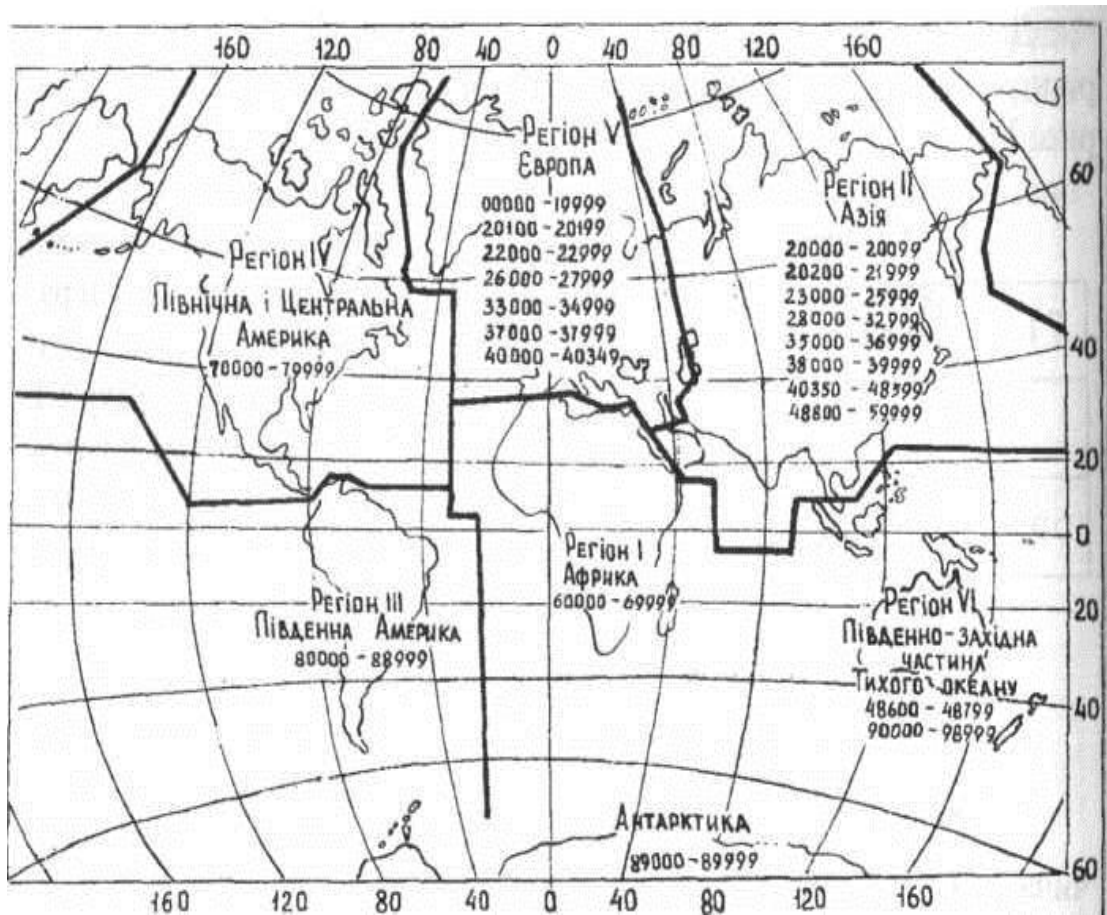 160 120 80 40 0 40 80 120 160
Регіон V
Європа
00000 – 19999
20100 – 20199
22000 – 22999
26000 – 27999
33000 – 34999
37000 – 37999
40000 – 40349
Регіон II
Азія
20000 – 20099
20200 – 21999
23000 – 25999
28000 – 32999
35000 – 36999
38000 – 39999
40350 – 48599
48800 – 59999
Регіон IV
Північна і Центральна
Америка
70000 – 79999
60
40
20
0
20
40
60
Регіон I
Африка
60000 – 69999
Регіон III
Південна Америка
80000 – 88999
Регіон VI
Південно-Західна
частина
Тихого океану
48600 – 48799
90000 – 98999
Антарктика
89000 – 89999
160 120 80 40 0 40 80 120 160